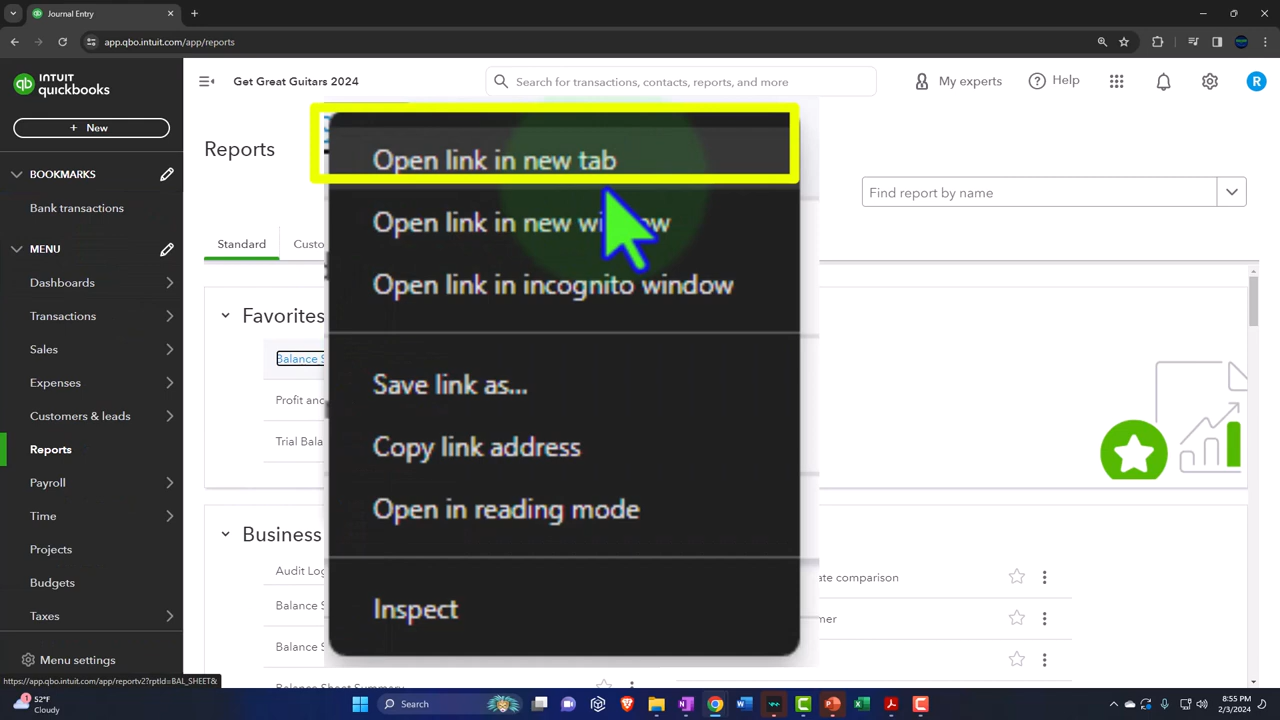 Journal Entry
app.qbo.intuit.com/app/reports
INTUIT
quickbooks
Get Great Guitars 2024
Search for transactions, contacts, reports, and more
My experts
Help
+ New
Reports
Find report by name
BOOKMARKS
Bank transactions
MENU
Dashboards
Transactions
Sales
Expenses
Customers & leads
Reports
Payroll
Time
Projects
Budgets
Taxes
Menu settings
Standard
Open link in new tab
Open link in new window
Open link in incognito window
Save link as...
Copy link address
Open in reading mode
Inspect
Favorites
Balance
Profit and
Trial
Business
Audit
Balance
comparison
Balance
Balance Sheet Summary
https://app.qbo.intuit.com/app/reportv2?rptId=BAL_SHEET&
52°F
Cloudy
Search
8:55 PM
2/3/2024
R